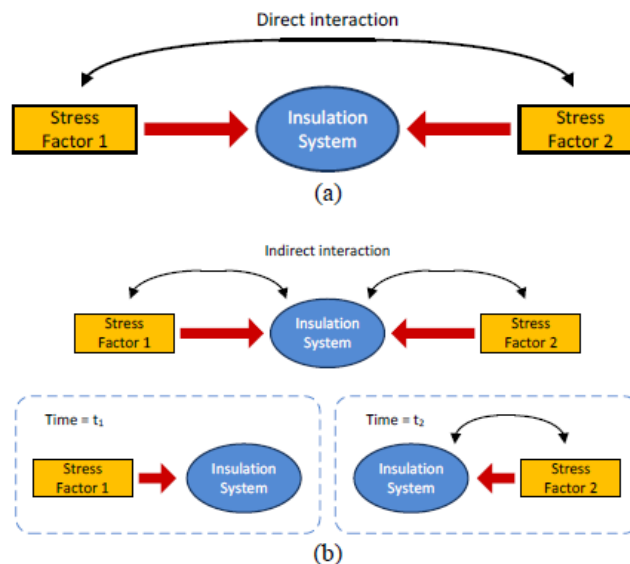 Direct interaction
Stress
Factor 1
Insulation
System
Stress
Factor 2
(a)
Indirect interaction
Stress
Factor 1
Insulation
System
Stress
Factor 2
Time = t₁
Stress
Factor 1
Insulation
System
Time = t₂
Insulation
System
Stress
Factor 2
(b)